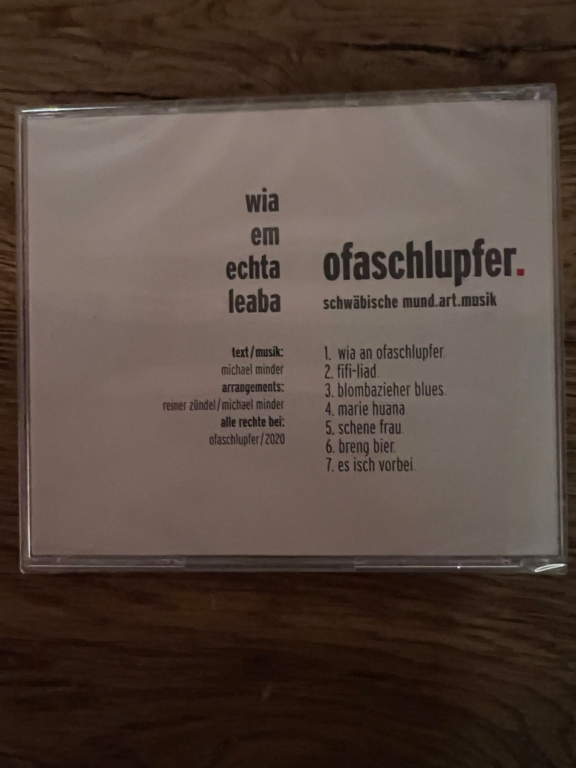 wia
em
echta
leaba
text/musik:
michael minder
arrangements:
reiner zündel/michael minder
alle rechte bei:
ofaschlupfer/2020
ofaschlupfer.
schwäbische mund.art.musik
1. wia an ofaschlupfer.
2. fifi-liad.
3. blombazieher blues.
4. marie huana.
5. schene frau.
6. breng bier.
7. es isch vorbei.